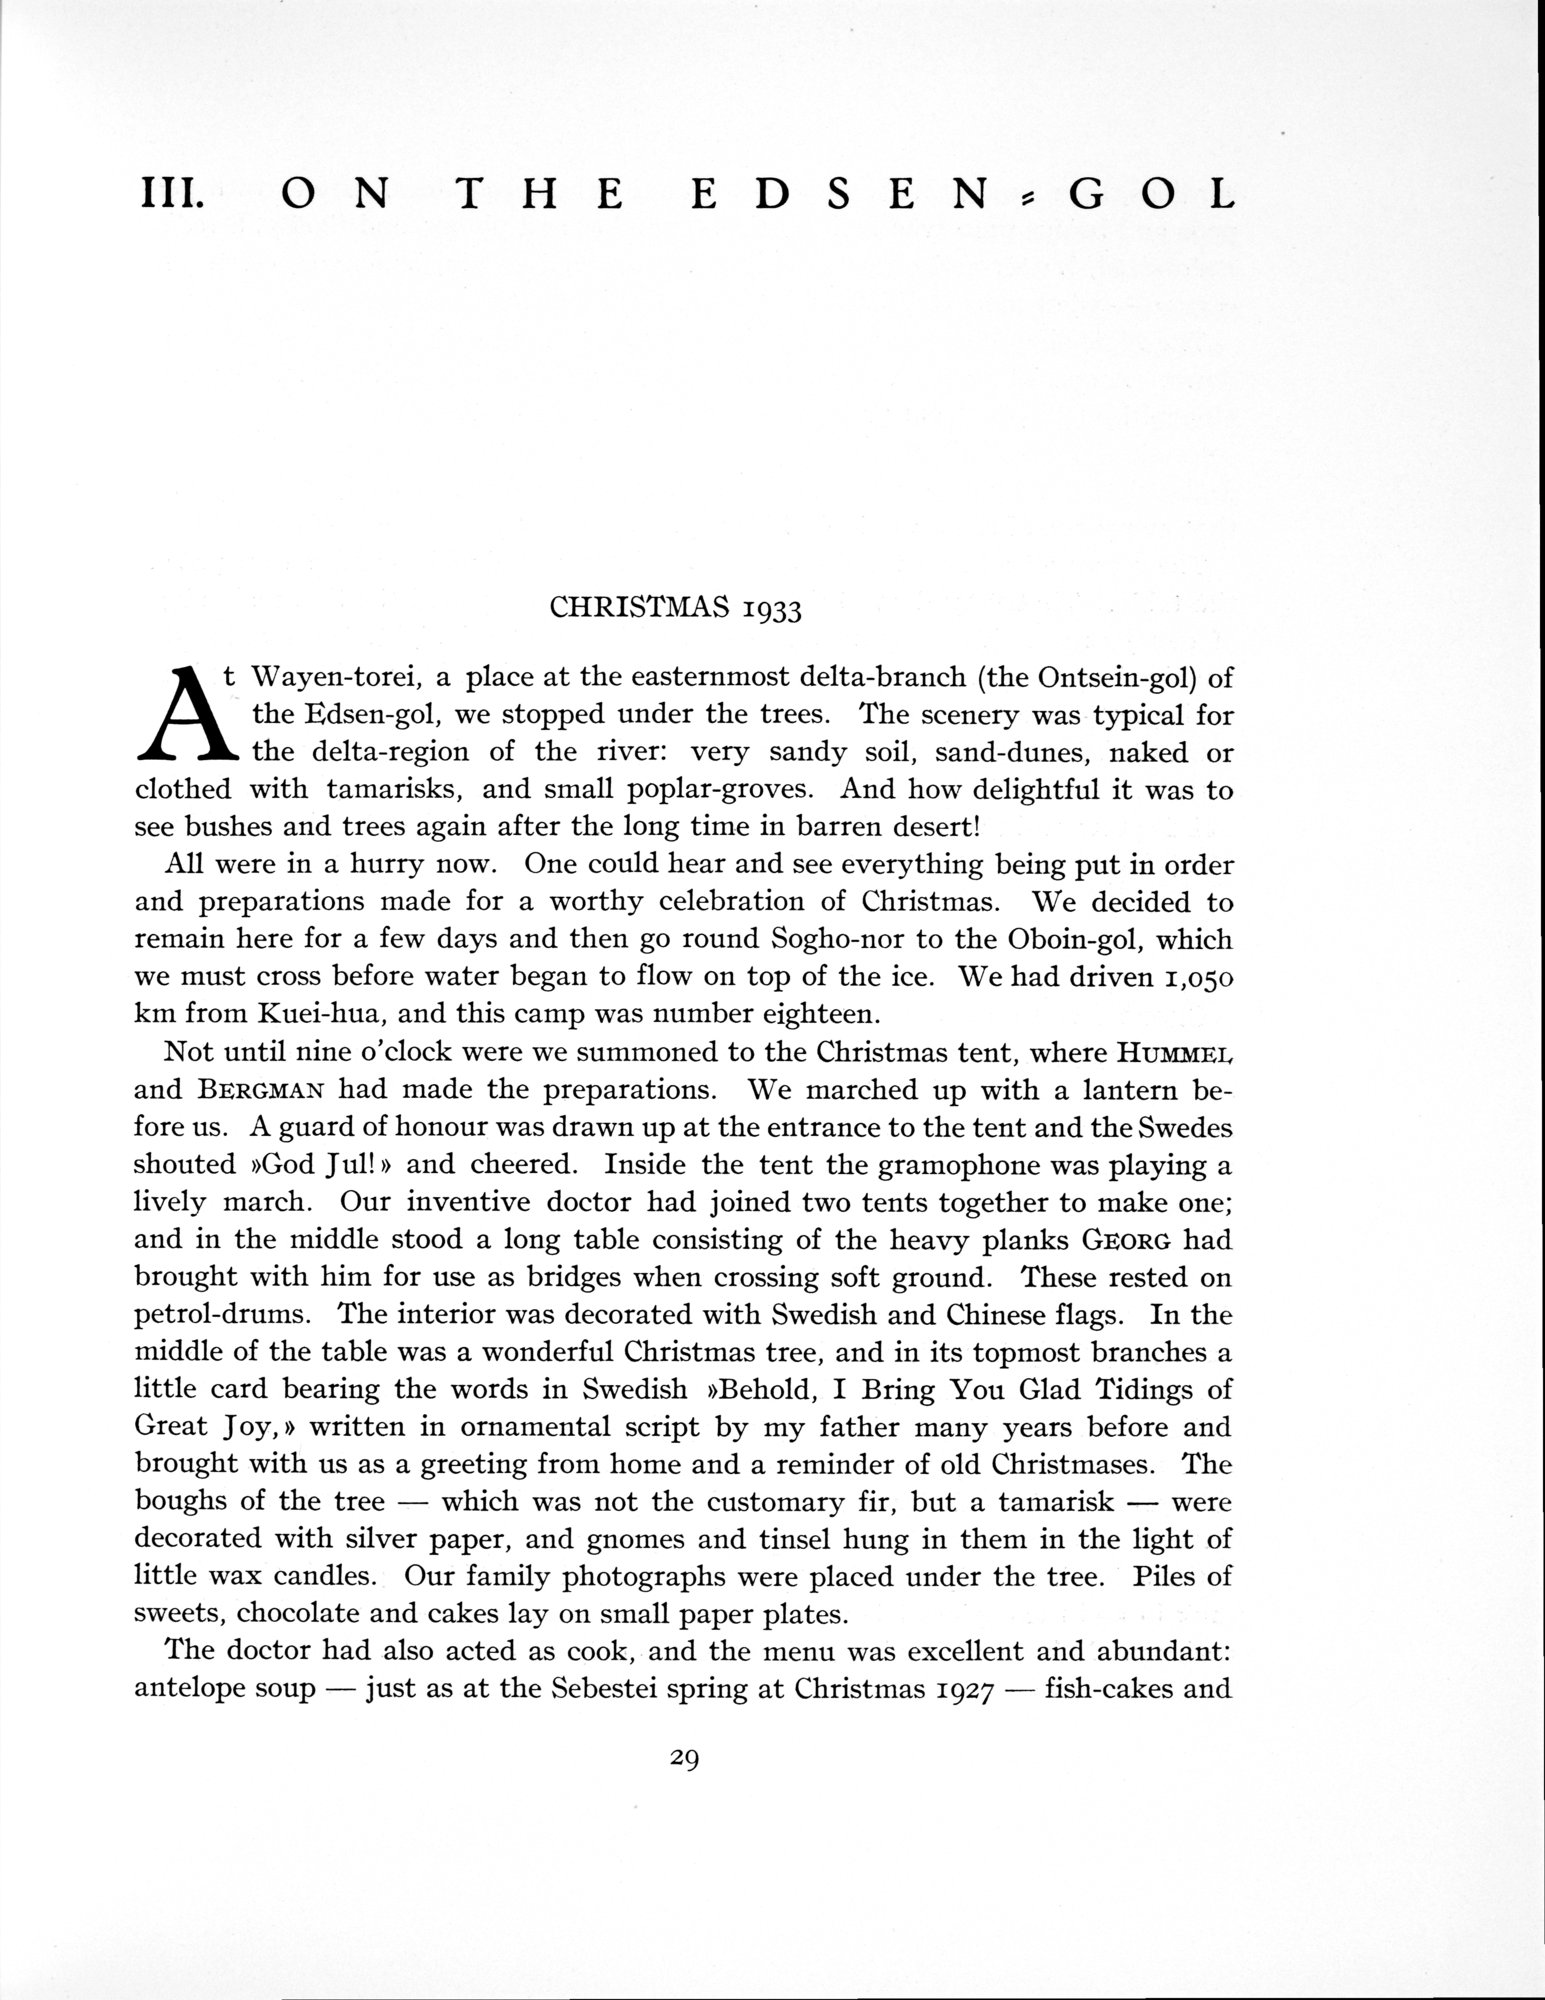 III. ON THE EDSEN-GOL
CHRISTMAS 1933
At Wayen-torei, a place at the easternmost delta-branch (the Ontsein-gol) of
the Edsen-gol, we stopped under the trees. The scenery was typical for
the delta-region of the river: very sandy soil, sand-dunes, naked or
clothed with tamarisks, and small poplar-groves. And how delightful it was to
see bushes and trees again after the long time in barren desert!
All were in a hurry now. One could hear and see everything being put in order
and preparations made for a worthy celebration of Christmas. We decided to
remain here for a few days and then go round Sogho-nor to the Oboin-gol, which
we must cross before water began to flow on top of the ice. We had driven 1,050
km from Kuei-hua, and this camp was number eighteen.
Not until nine o'clock were we summoned to the Christmas tent, where HUMMEL
and BERGMAN had made the preparations. We marched up with a lantern be-
fore us. A guard of honour was drawn up at the entrance to the tent and the Swedes
shouted »God Jul!» and cheered. Inside the tent the gramophone was playing a
lively march. Our inventive doctor had joined two tents together to make one;
and in the middle stood a long table consisting of the heavy planks GEORG had
brought with him for use as bridges when crossing soft ground. These rested on
petrol-drums. The interior was decorated with Swedish and Chinese flags. In the
middle of the table was a wonderful Christmas tree, and in its topmost branches a
little card bearing the words in Swedish »Behold, I Bring You Glad Tidings of
Great Joy,» written in ornamental script by my father many years before and
brought with us as a greeting from home and a reminder of old Christmases. The
boughs of the tree — which was not the customary fir, but a tamarisk — were
decorated with silver paper, and gnomes and tinsel hung in them in the light of
little wax candles. Our family photographs were placed under the tree. Piles of
sweets, chocolate and cakes lay on small paper plates.
The doctor had also acted as cook, and the menu was excellent and abundant:
antelope soup — just as at the Sebestei spring at Christmas 1927 — fish-cakes and
29